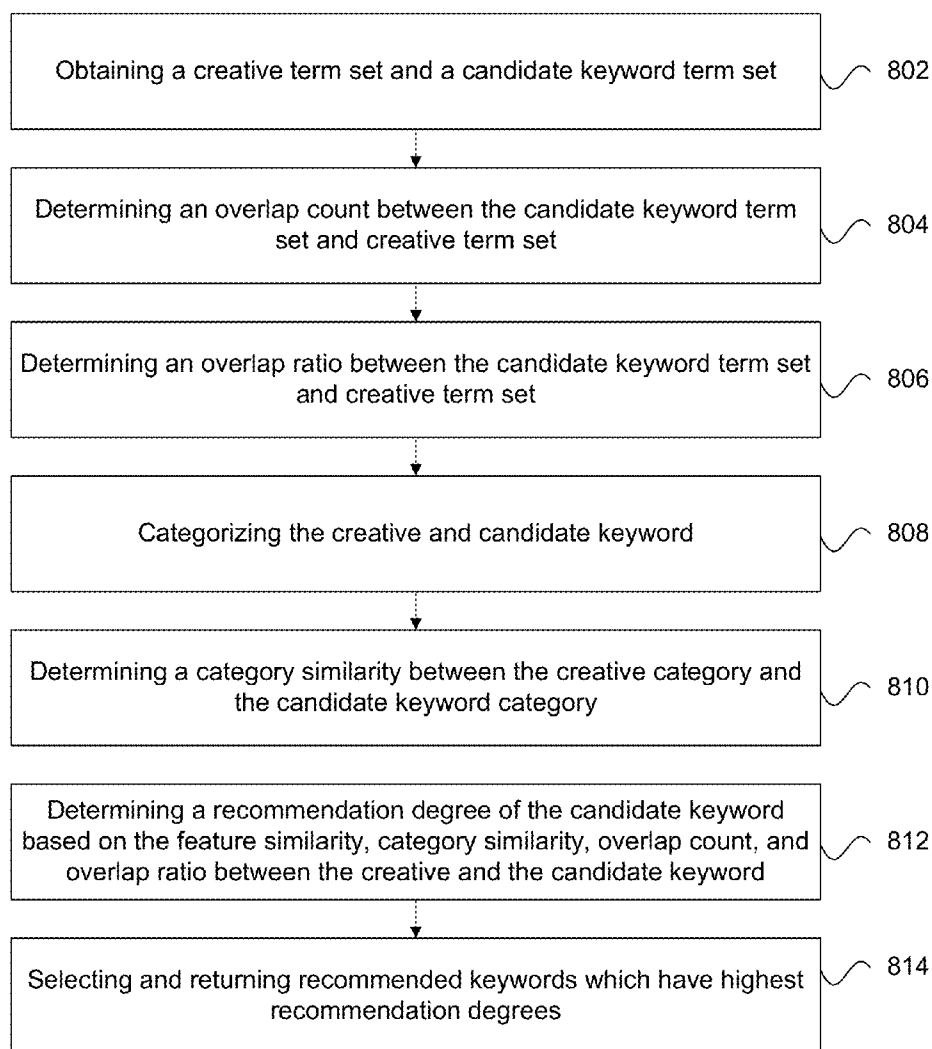 Obtaining a creative term set and a candidate keyword term set
802
Determining an overlap count between the candidate keyword term
set and creative term set
804
Determining an overlap ratio between the candidate keyword term set
and creative term set
806
Categorizing the creative and candidate keyword
808
Determining a category similarity between the creative category and
the candidate keyword category
810
Determining a recommendation degree of the candidate keyword
based on the feature similarity, category similarity, overlap count, and
overlap ratio between the creative and the candidate keyword
812
Selecting and returning recommended keywords which have highest
recommendation degrees
814